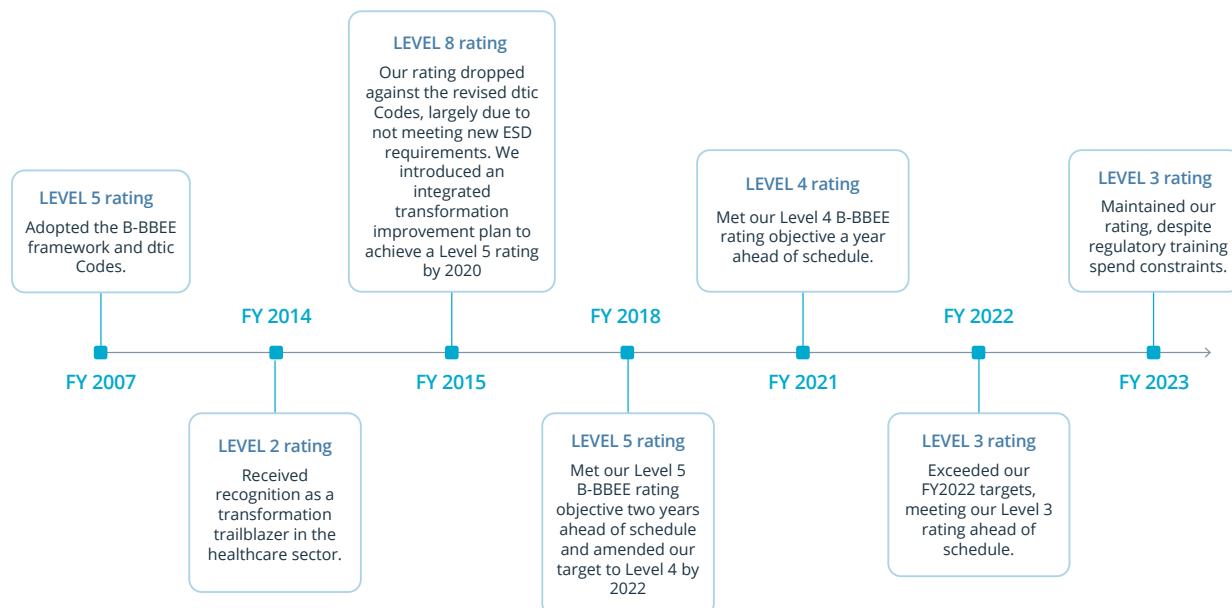 LEVEL 5 rating
Adopted the B-BBEE
framework and dtic
Codes.
FY 2007
FY 2014
LEVEL 2 rating
Received
recognition as a
transformation
trailblazer in the
healthcare sector.
LEVEL 8 rating
Our rating dropped
against the revised dtic
Codes, largely due to
not meeting new ESD
requirements. We
introduced an
integrated
transformation
improvement plan to
achieve a Level 5 rating
by 2020
FY 2015
FY 2018
LEVEL 5 rating
Met our Level 5
B-BBEE rating
objective two years
ahead of schedule
and amended our
target to Level 4 by
2022
LEVEL 4 rating
Met our Level 4 B-BBEE
rating objective a year
ahead of schedule.
FY 2021
FY 2022
LEVEL 3 rating
Exceeded our
FY2022 targets,
meeting our Level 3
rating ahead of
schedule.
LEVEL 3 rating
Maintained our
rating, despite
regulatory training
spend constraints.
FY 2023